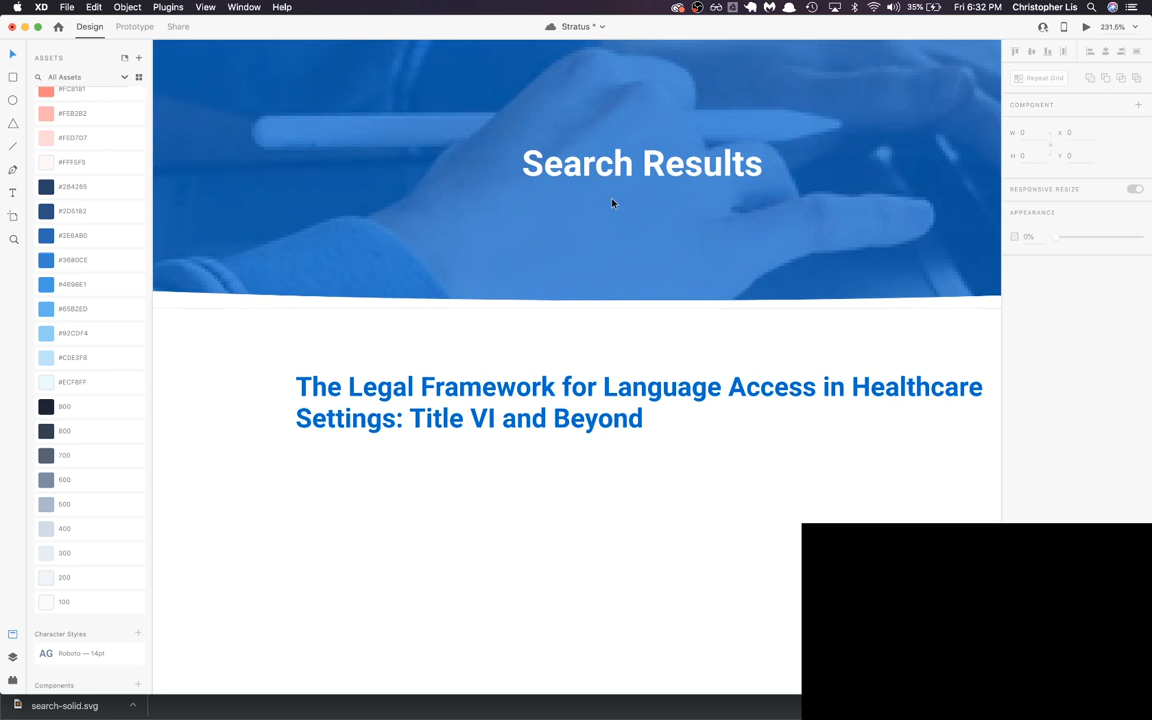 XD File Edit Object Plugins View Window Help
35% Fri 6:32 PM Christopher Lis
Design Prototype Share
Stratus *
231.5%
ASSETS
All Assets
Repeat Grid
#FC8181
#FEB2B2
#FED7D7
#FFF5F5
#2B4265
#2D5182
#2E6AB0
#3680CE
#4698E1
#65B2ED
#92CDF4
#C0E3F8
#ECF8FF
900
800
700
600
500
400
300
200
100
Character Styles
AG Roboto — 14pt
Components
COMPONENT
W 0 X 0
H 0 Y 0
RESPONSIVE RESIZE
APPEARANCE
0%
Search Results
The Legal Framework for Language Access in Healthcare
Settings: Title VI and Beyond
search-solid.svg